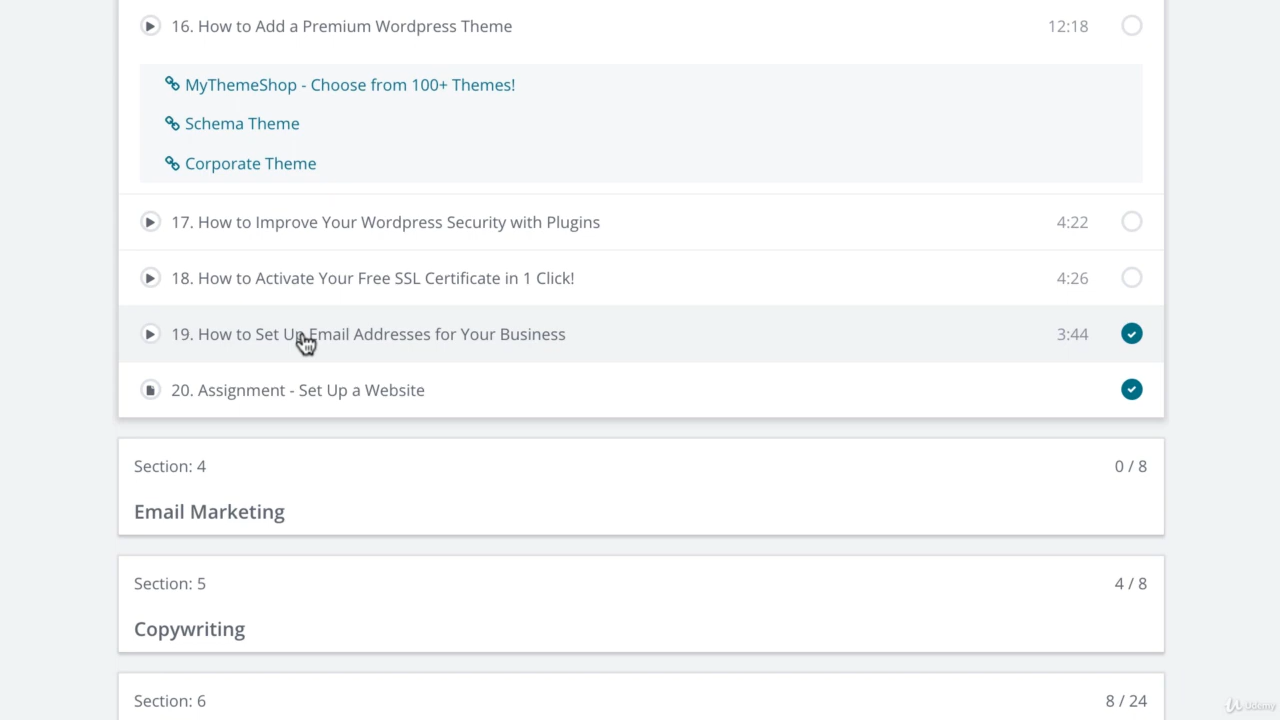 16. How to Add a Premium Wordpress Theme 12:18
MyThemeShop - Choose from 100+ Themes!
Schema Theme
Corporate Theme
17. How to Improve Your Wordpress Security with Plugins 4:22
18. How to Activate Your Free SSL Certificate in 1 Click! 4:26
19. How to Set Up Email Addresses for Your Business 3:44
20. Assignment - Set Up a Website
Section: 4 0 / 8
Email Marketing
Section: 5 4 / 8
Copywriting
Section: 6 8 / 24
Udemy